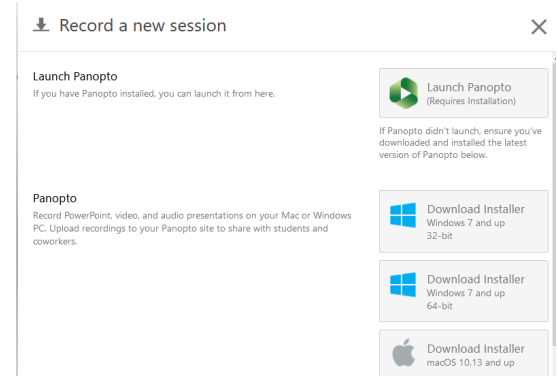 Record a new session
Launch Panopto
If you have Panopto installed, you can launch it from here.
Launch Panopto
(Requires Installation)
If Panopto didn't launch, ensure you've
downloaded and installed the latest
version of Panopto below.
Panopto
Record PowerPoint, video, and audio presentations on your Mac or Windows
PC. Upload recordings to your Panopto site to share with students and
coworkers.
Download Installer
Windows 7 and up
32-bit
Download Installer
Windows 7 and up
64-bit
Download Installer
macOS 10.13 and up